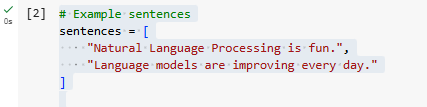 [2] # Example sentences
0s sentences = [
    "Natural Language Processing is fun.",
    "Language models are improving every day."
]